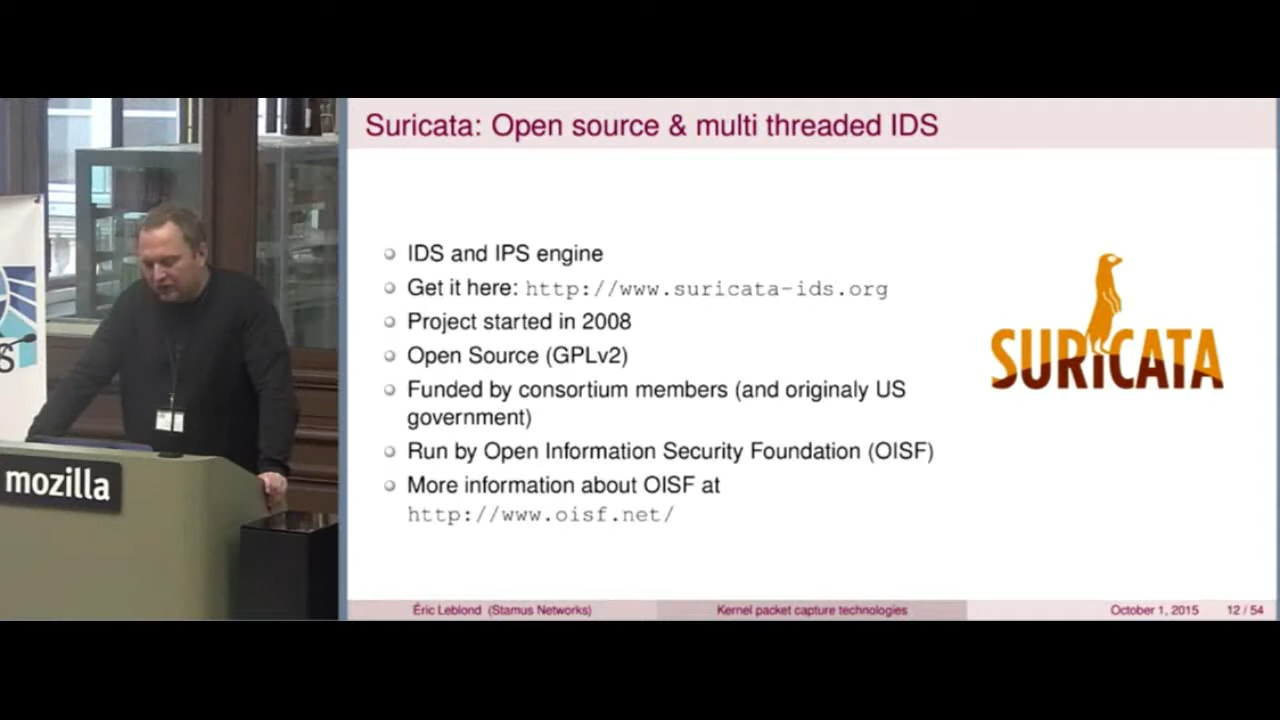 Suricata: Open source & multi threaded IDS
IDS and IPS engine
Get it here: http://www.suricata-ids.org
Project started in 2008
Open Source (GPLv2)
Funded by consortium members (and originaly US
government)
Run by Open Information Security Foundation (OISF)
More information about OISF at
http://www.oisf.net/
SURICATA
mozilla
S
Éric Leblond (Stamus Networks)
Kernel packet capture technologies
October 1, 2015
12 / 54